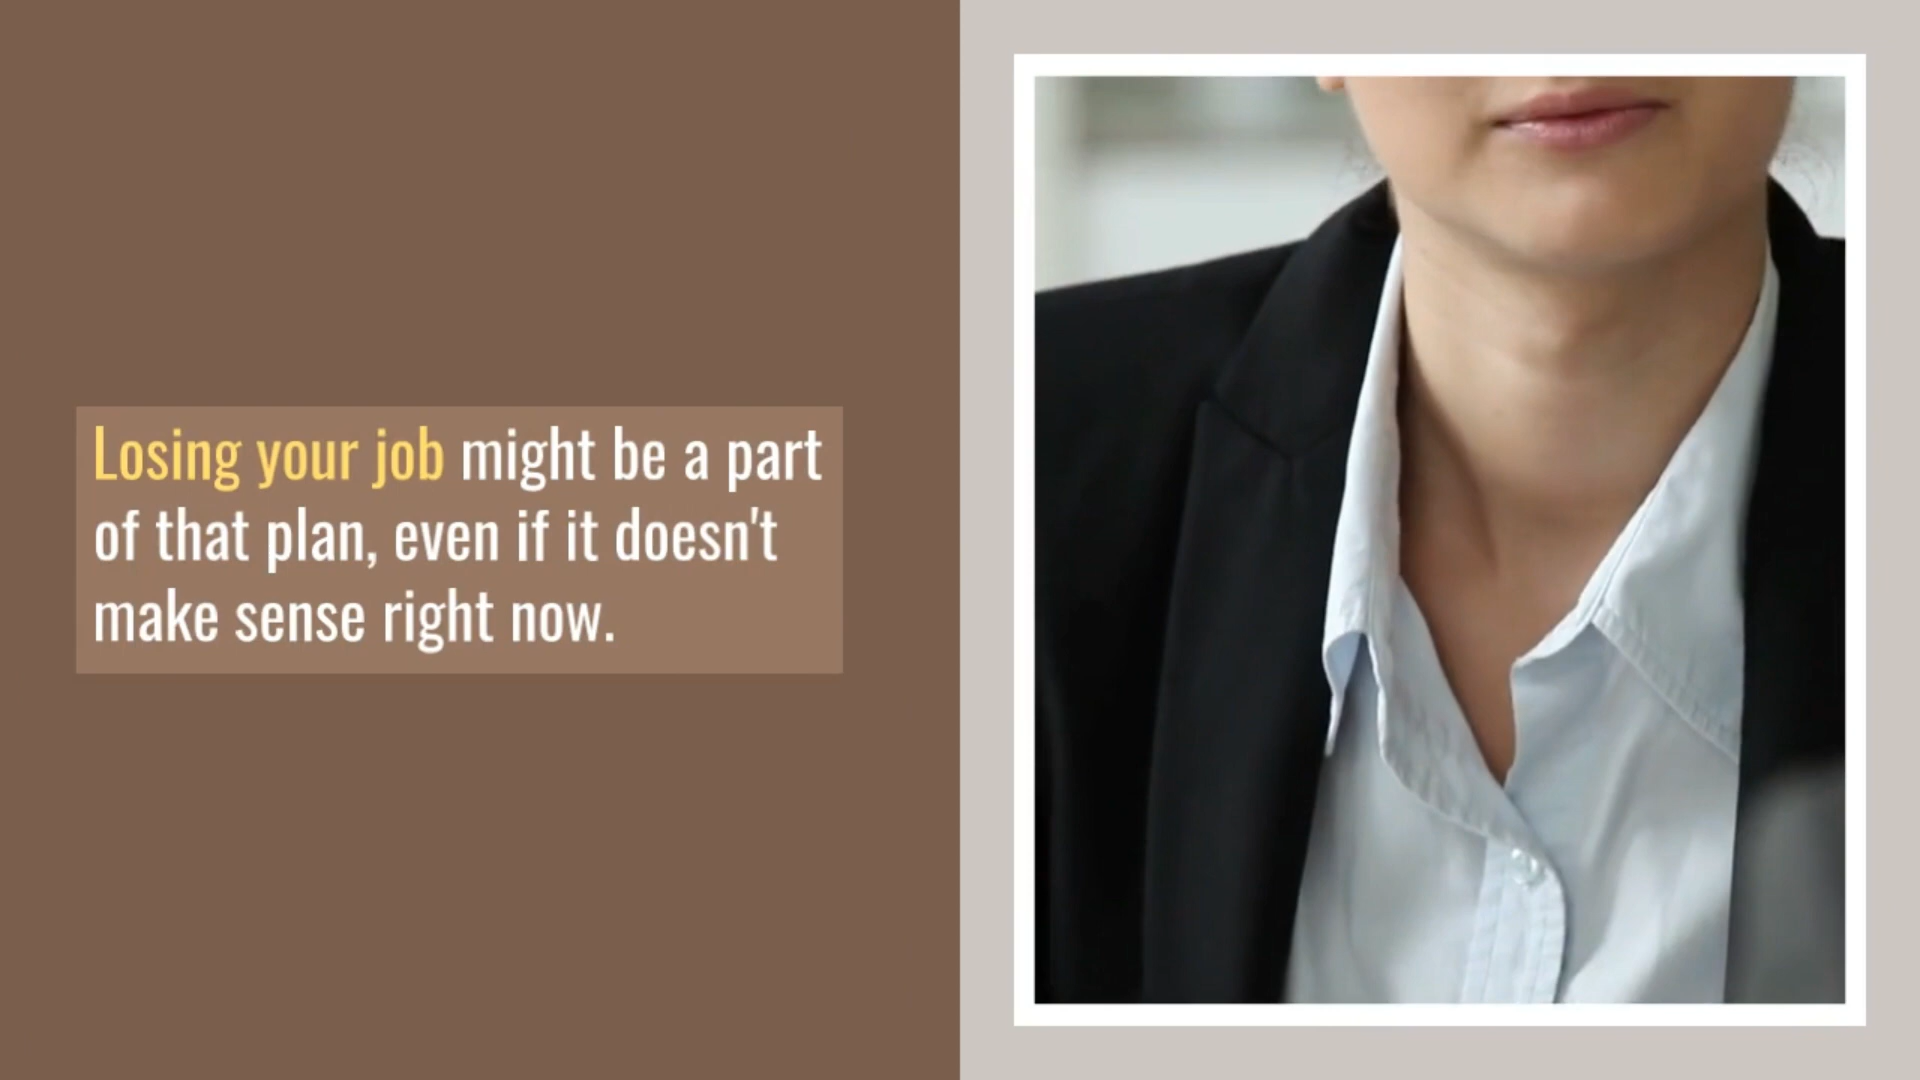 Losing your job might be a part
of that plan, even if it doesn't
make sense right now.